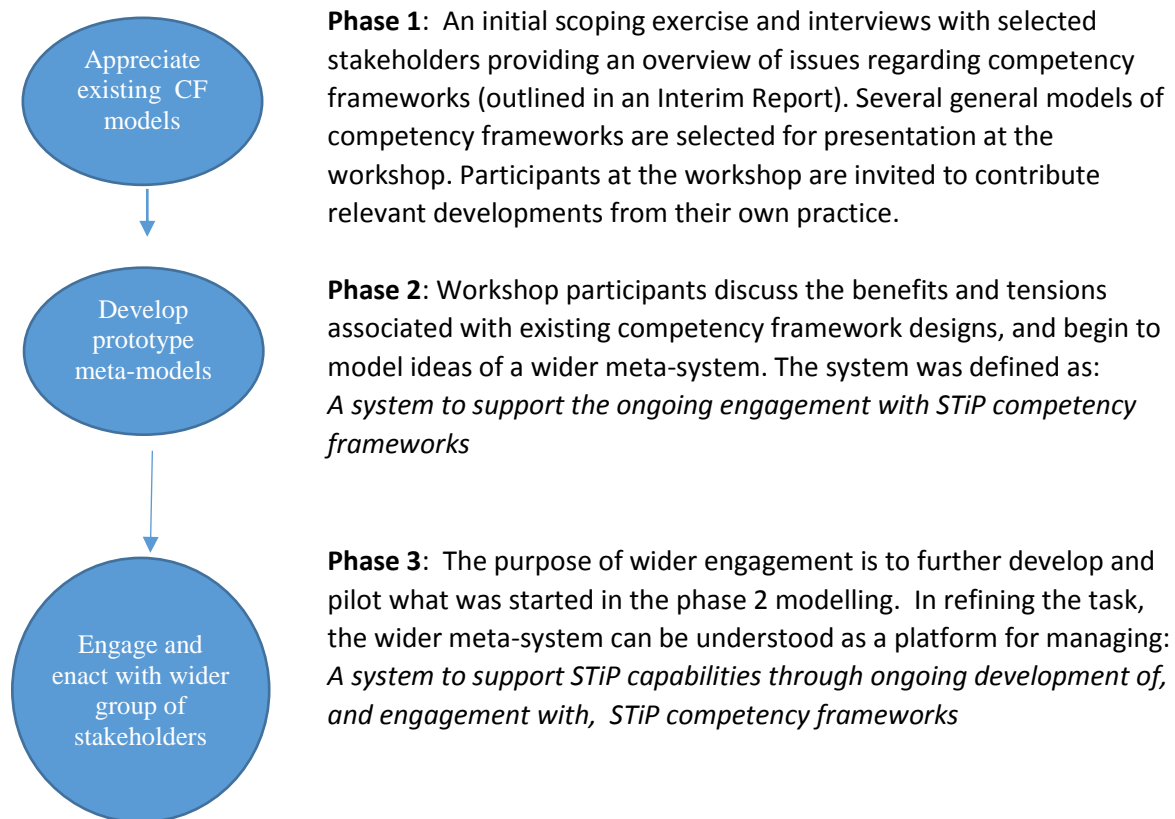 Appreciate
existing CF
models
Phase 1: An initial scoping exercise and interviews with selected
stakeholders providing an overview of issues regarding competency
frameworks (outlined in an Interim Report). Several general models of
competency frameworks are selected for presentation at the
workshop. Participants at the workshop are invited to contribute
relevant developments from their own practice.
Develop
prototype
meta-models
Phase 2: Workshop participants discuss the benefits and tensions
associated with existing competency framework designs, and begin to
model ideas of a wider meta-system. The system was defined as:
A system to support the ongoing engagement with STiP competency
frameworks
Engage and
enact with wider
group of
stakeholders
Phase 3: The purpose of wider engagement is to further develop and
pilot what was started in the phase 2 modelling. In refining the task,
the wider meta-system can be understood as a platform for managing:
A system to support STiP capabilities through ongoing development of,
and engagement with, STiP competency frameworks